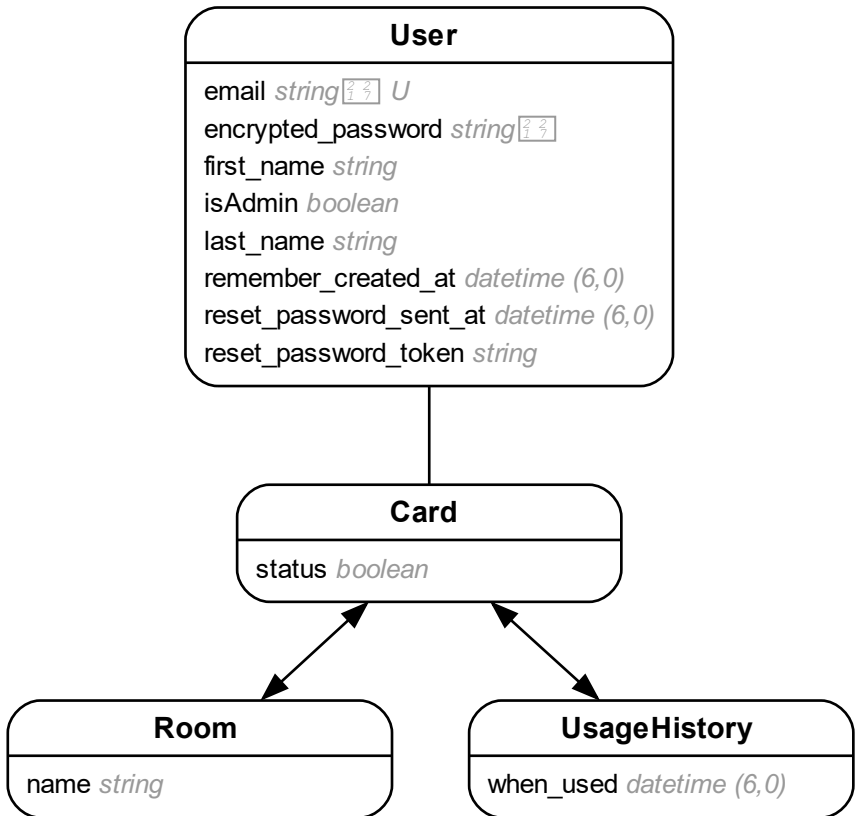 User
email string∗ U
encrypted_password string∗
first_name string
isAdmin boolean
last_name string
remember_created_at datetime (6,0)
reset_password_sent_at datetime (6,0)
reset_password_token string
Card
status boolean
Room
name string
UsageHistory
when_used datetime (6,0)